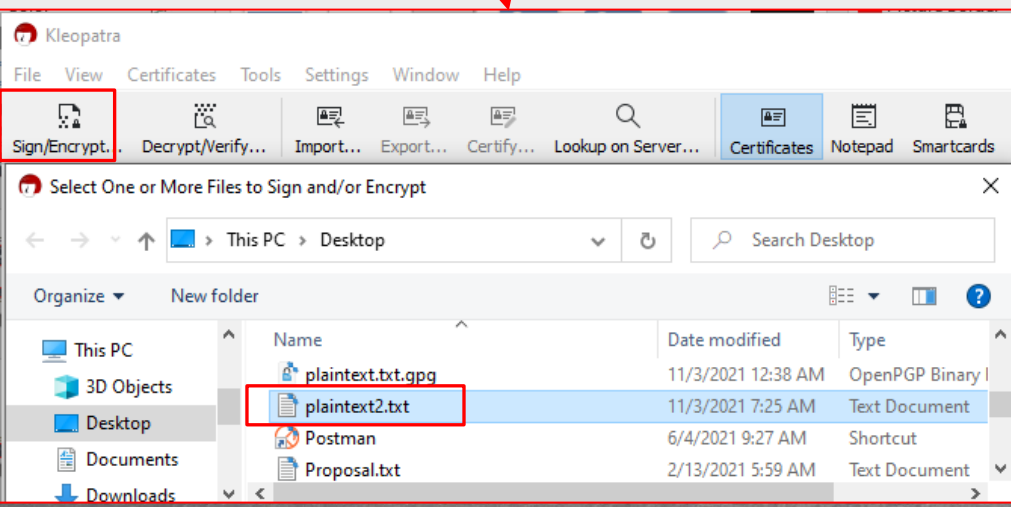 Kleopatra
File View Certificates Tools Settings Window Help
Sign/Encrypt... Decrypt/Verify... Import... Export... Certify... Lookup on Server... Certificates Notepad Smartcards
Select One or More Files to Sign and/or Encrypt
This PC > Desktop Search Desktop
Organize New folder
Name Date modified Type
This PC
plaintext.txt.gpg 11/3/2021 12:38 AM OpenPGP Binary
3D Objects
plaintext2.txt 11/3/2021 7:25 AM Text Document
Desktop
Postman 6/4/2021 9:27 AM Shortcut
Documents
Proposal.txt 2/13/2021 5:59 AM Text Document
Downloads